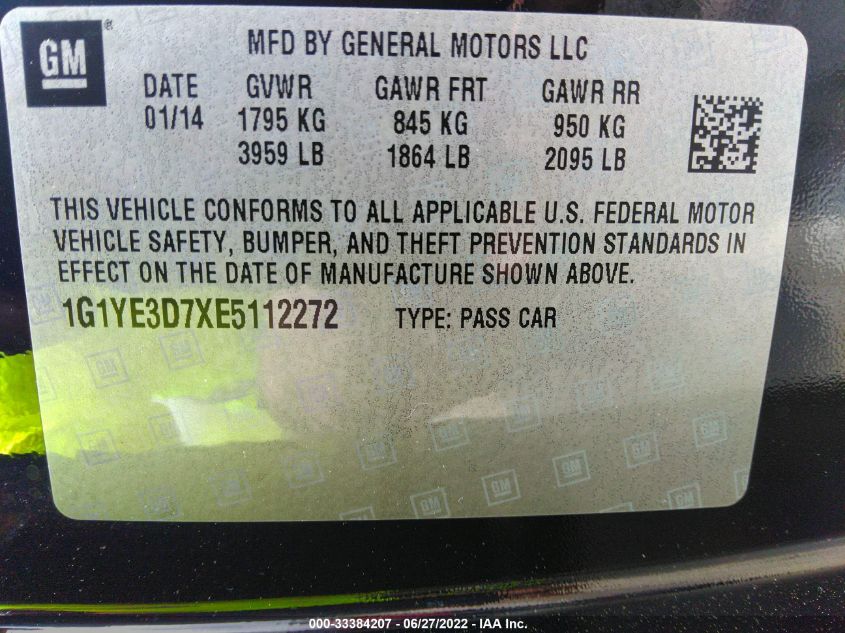 GM
MFD BY GENERAL MOTORS LLC
DATE GVWR GAWR FRT GAWR RR
01/14 1795 KG 845 KG 950 KG
3959 LB 1864 LB 2095 LB
THIS VEHICLE CONFORMS TO ALL APPLICABLE U.S. FEDERAL MOTOR
VEHICLE SAFETY, BUMPER, AND THEFT PREVENTION STANDARDS IN
EFFECT ON THE DATE OF MANUFACTURE SHOWN ABOVE.
1G1YE3D7XE5112272 TYPE: PASS CAR
000-33384207 - 06/27/2022 - IAA Inc.